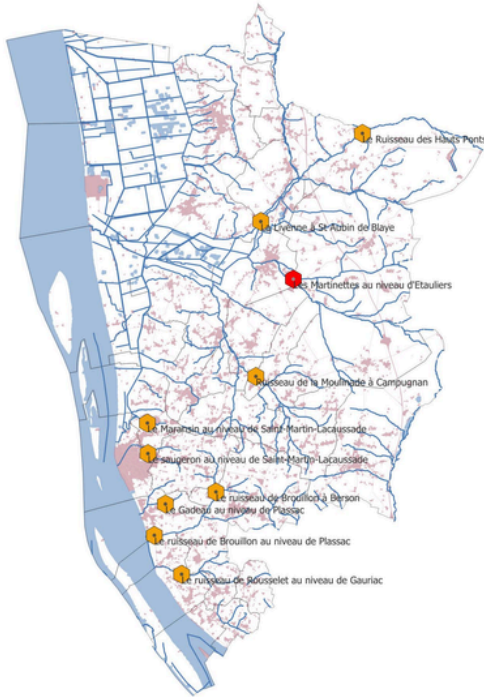 Le Ruisseau des Hauts Ponts
La Livenne à St Aubin de Blaye
Les Martinettes au niveau d'Etauliers
Ruisseau de la Moulinade à Campugnan
Le Maransin au niveau de Saint-Martin-Lacaussade
Le saugeron au niveau de Saint-Martin-Lacaussade
Le ruisseau de Brouillon à Berson
Le Gadeau au niveau de Plassac
Le ruisseau de Brouillon au niveau de Plassac
Le ruisseau de Rousselet au niveau de Gauriac